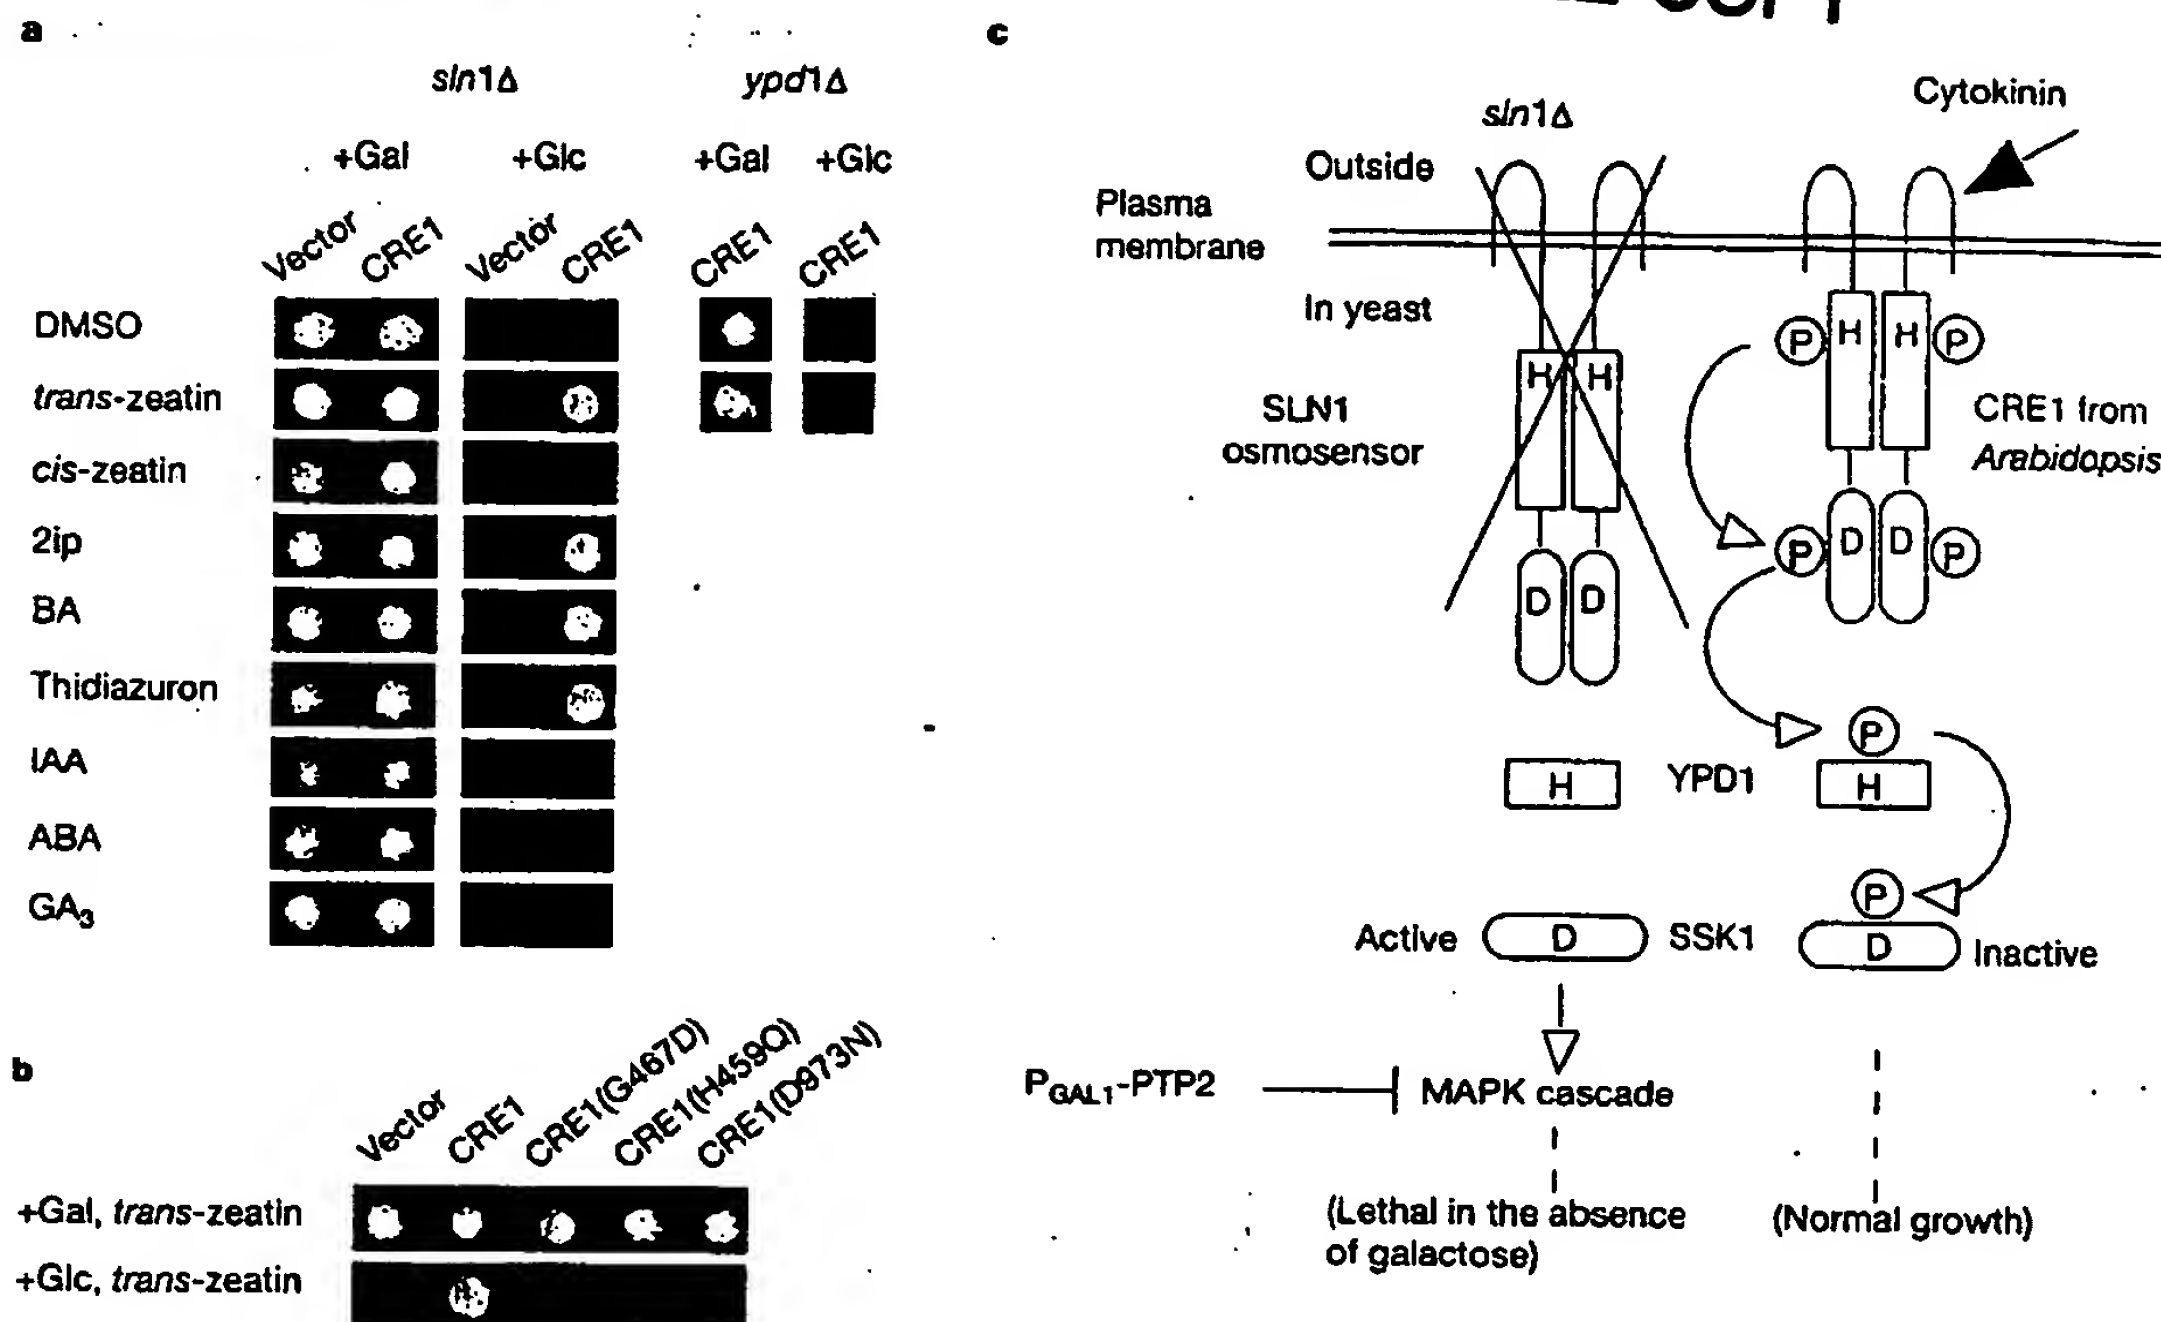 a
sln1Δ ypd1Δ
+Gal +Glc +Gal +Glc
Vector CRE1 Vector CRE1 CRE1 CRE1
DMSO
trans-zeatin
cis-zeatin
2ip
BA
Thidiazuron
IAA
ABA
GA3
b
Vector CRE1 CRE1(G467D) CRE1(H459Q) CRE1(D973N)
+Gal, trans-zeatin
+Glc, trans-zeatin
c
COPY
Cytokinin
sln1Δ
Outside
Plasma
membrane
In yeast
H H
P H H P
SLN1
osmosensor
CRE1 from
Arabidopsis
P D D P
D D
P
H YPD1 H
P
Active D SSK1 D Inactive
PGAL1-PTP2 MAPK cascade
(Lethal in the absence
of galactose)
(Normal growth)